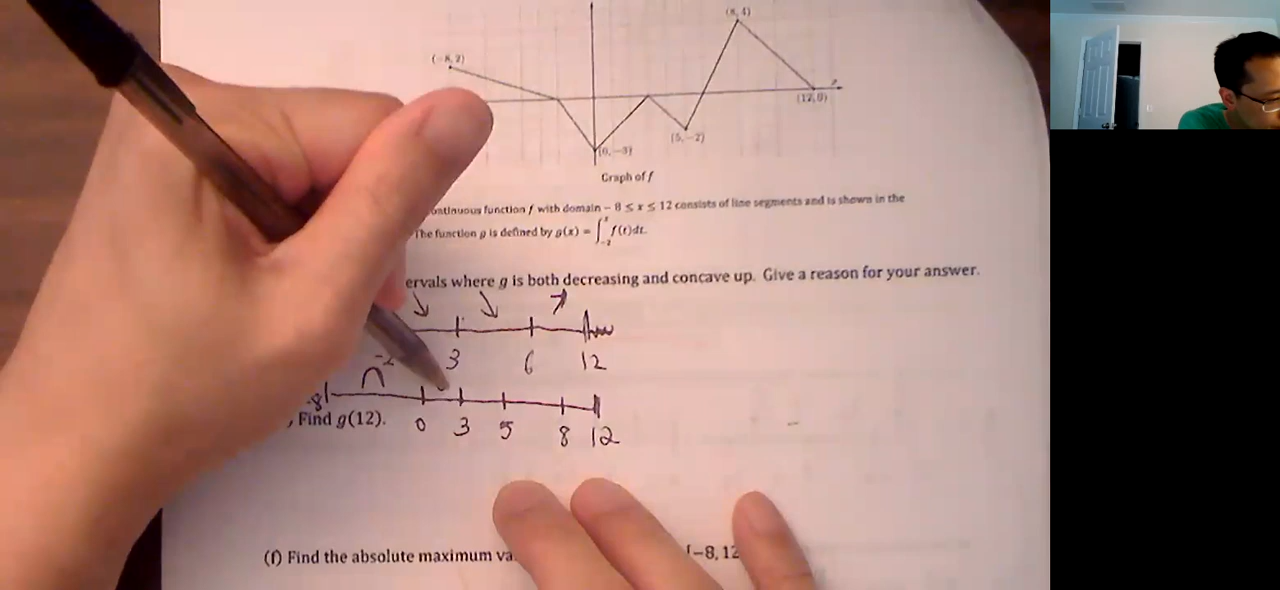 (8, 4)
(-8, 2)
x
(12, 0)
(5, -2)
(0, -3)
Graph of f
ontinuous function f with domain - 8 ≤ x ≤ 12 consists of line segments and is shown in the
The function g is defined by g(x) = ∫_{-2}^{x} f(t)dt.
ervals where g is both decreasing and concave up. Give a reason for your answer.
-2 3 6 12
-8
Find g(12).
0 3 5 8 12
(f) Find the absolute maximum va
[-8, 12